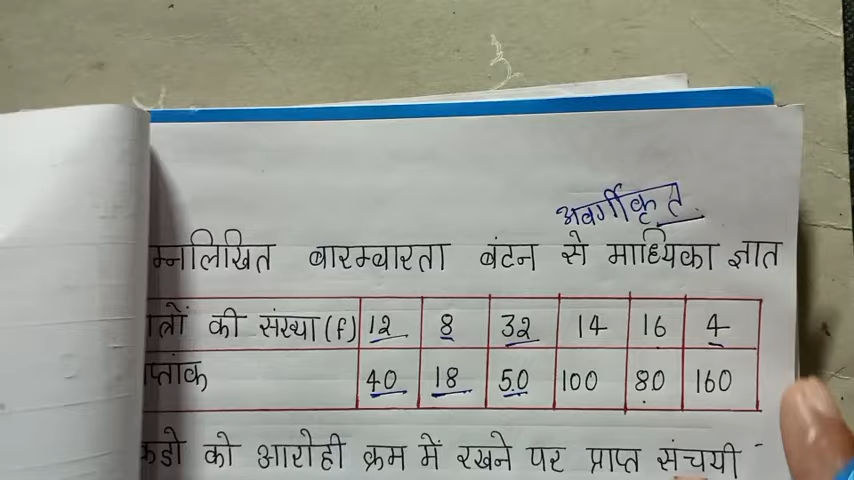 अवर्गीकृत
म्नलिखित बारम्बारता बंटन से माध्यिका ज्ञात
त्रों की संख्या (f) 12 8 32 14 16 4
प्तांक 40 18 50 100 80 160
कडो को आरोही क्रम में रखने पर प्राप्त संचयी